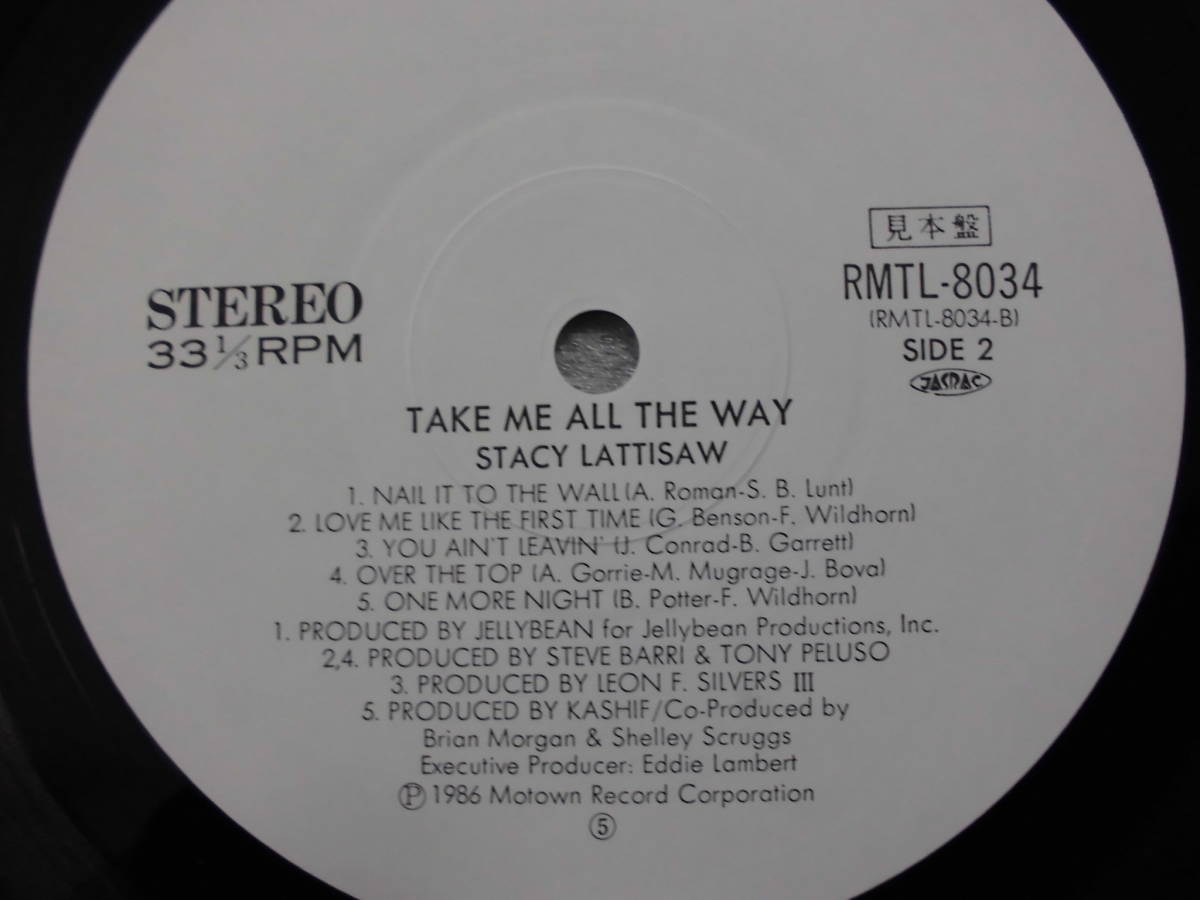 見本盤
RMTL-8034
(RMTL-8034-B)
SIDE 2
JASRAC
STEREO
33 1/3 RPM
TAKE ME ALL THE WAY
STACY LATTISAW
1. NAIL IT TO THE WALL (A. Roman-S. B. Lunt)
2. LOVE ME LIKE THE FIRST TIME (G. Benson-F. Wildhorn)
3. YOU AIN'T LEAVIN' (J. Conrad-B. Garrett)
4. OVER THE TOP (A. Gorrie-M. Mugrage-J. Bova)
5. ONE MORE NIGHT (B. Potter-F. Wildhorn)
1. PRODUCED BY JELLYBEAN for Jellybean Productions, Inc.
2,4. PRODUCED BY STEVE BARRI & TONY PELUSO
3. PRODUCED BY LEON F. SILVERS III
5. PRODUCED BY KASHIF/Co-Produced by
Brian Morgan & Shelley Scruggs
Executive Producer: Eddie Lambert
Ⓟ 1986 Motown Record Corporation
⑤